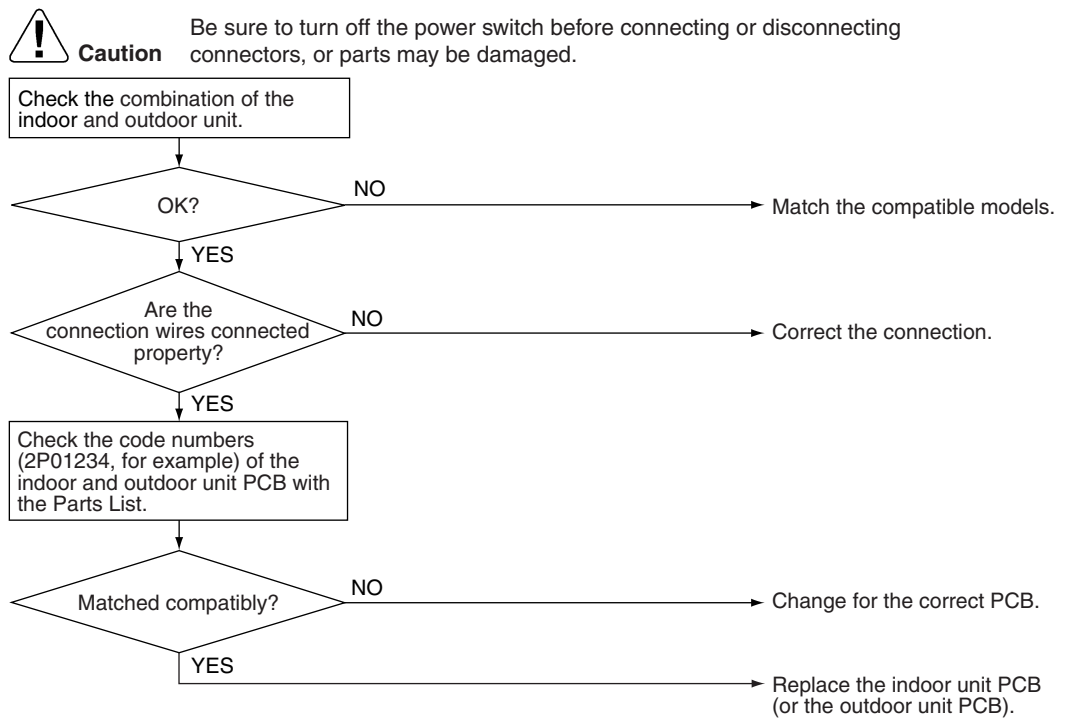 Be sure to turn off the power switch before connecting or disconnecting
Caution connectors, or parts may be damaged.
Check the combination of the
indoor and outdoor unit.
OK?
NO
Match the compatible models.
YES
Are the
connection wires connected
property?
NO
Correct the connection.
YES
Check the code numbers
(2P01234, for example) of the
indoor and outdoor unit PCB with
the Parts List.
Matched compatibly?
NO
Change for the correct PCB.
YES
Replace the indoor unit PCB
(or the outdoor unit PCB).